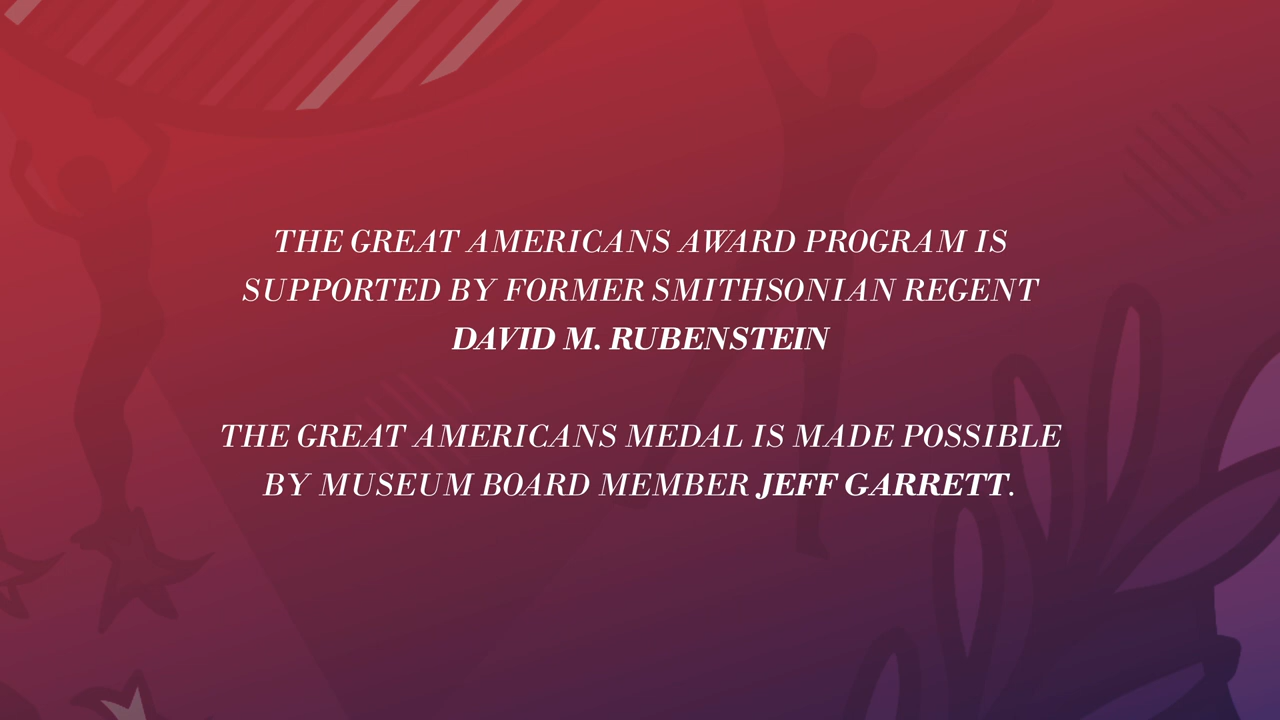 THE GREAT AMERICANS AWARD PROGRAM IS
SUPPORTED BY FORMER SMITHSONIAN REGENT
DAVID M. RUBENSTEIN
THE GREAT AMERICANS MEDAL IS MADE POSSIBLE
BY MUSEUM BOARD MEMBER JEFF GARRETT.